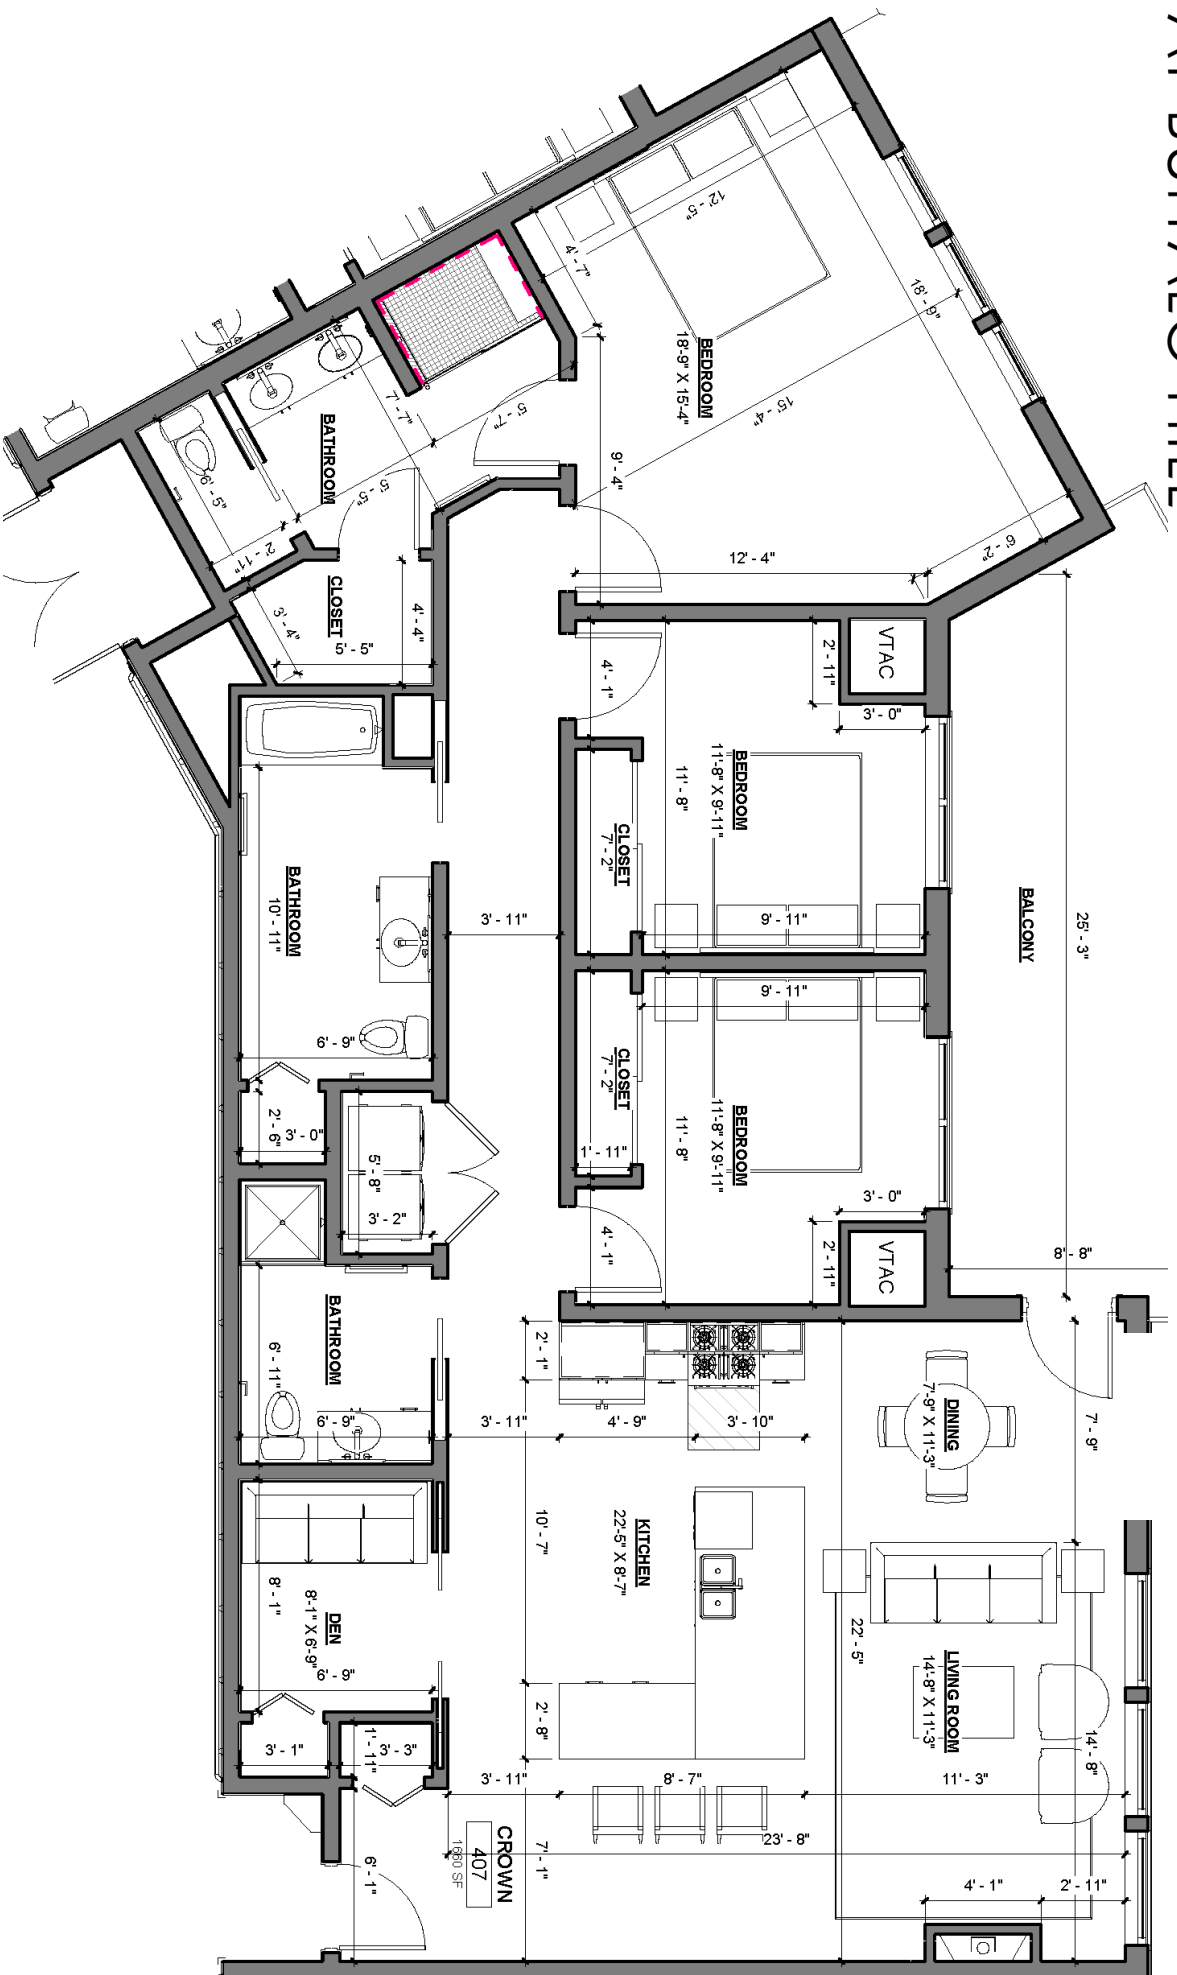 BEDROOM
18'-9" X 15'-4"
12' - 5"
4' - 7"
18' - 9"
15' - 4"
9' - 4"
12' - 4"
6' - 2"
BATHROOM
7' - 7"
5' - 7"
5' - 5"
6' - 5"
2' - 11"
CLOSET
3' - 4"
5' - 5"
4' - 4"
VTAC
2' - 11"
3' - 0"
4' - 1"
BEDROOM
11'-8" X 9'-11"
11' - 8"
CLOSET
7' - 2"
9' - 11"
BALCONY
25' - 3"
BATHROOM
10' - 11"
6' - 9"
3' - 11"
9' - 11"
CLOSET
7' - 2"
BEDROOM
11'-8" X 9'-11"
11' - 8"
1' - 11"
4' - 1"
3' - 0"
2' - 11"
VTAC
8' - 8"
2' - 6"
3' - 0"
5' - 8"
3' - 2"
BATHROOM
6' - 11"
6' - 9"
2' - 1"
3' - 11"
4' - 9"
3' - 10"
DINING
7'-9" X 11'-3"
7' - 9"
KITCHEN
22'-5" X 8'-7"
10' - 7"
22' - 5"
DEN
8'-1" X 6'-9"
8' - 1"
6' - 9"
LIVING ROOM
14'-8" X 11'-3"
14' - 8"
2' - 8"
3' - 1"
1' - 11"
3' - 3"
3' - 11"
8' - 7"
11' - 3"
23' - 8"
7' - 1"
6' - 1"
4' - 1"
2' - 11"
CROWN
407
1660 SF